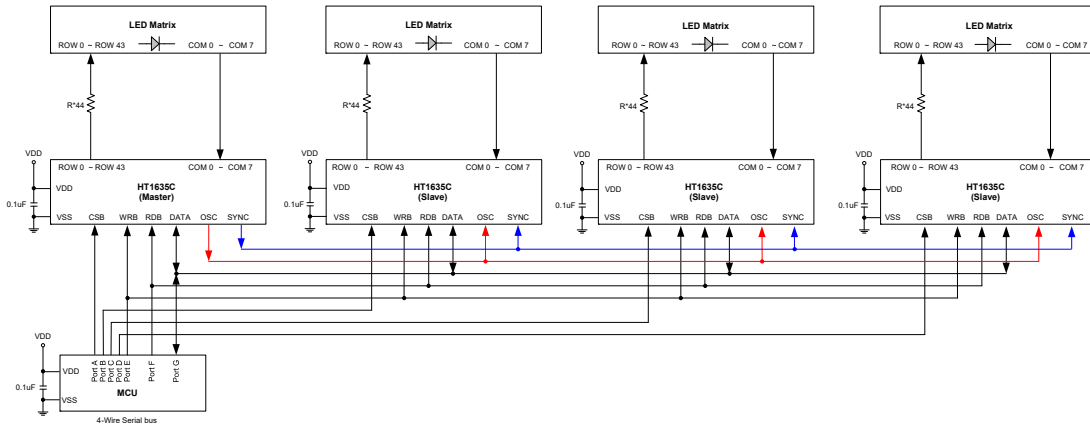 LED Matrix LED Matrix LED Matrix LED Matrix
ROW 0 ~ ROW 43 COM 0 ~ COM 7 ROW 0 ~ ROW 43 COM 0 ~ COM 7 ROW 0 ~ ROW 43 COM 0 ~ COM 7 ROW 0 ~ ROW 43 COM 0 ~ COM 7
R*44 R*44 R*44 R*44
VDD VDD VDD VDD
ROW 0 ~ ROW 43 COM 0 ~ COM 7 ROW 0 ~ ROW 43 COM 0 ~ COM 7 ROW 0 ~ ROW 43 COM 0 ~ COM 7 ROW 0 ~ ROW 43 COM 0 ~ COM 7
VDD HT1635C VDD HT1635C VDD HT1635C VDD HT1635C
0.1uF (Master) 0.1uF (Slave) 0.1uF (Slave) 0.1uF (Slave)
VSS CSB WRB RDB DATA OSC SYNC VSS CSB WRB RDB DATA OSC SYNC VSS CSB WRB RDB DATA OSC SYNC VSS CSB WRB RDB DATA OSC SYNC
VDD
Port A
Port B
Port C
Port D
Port E
Port F
Port G
VDD
0.1uF
MCU
VSS
4-Wire Serial bus